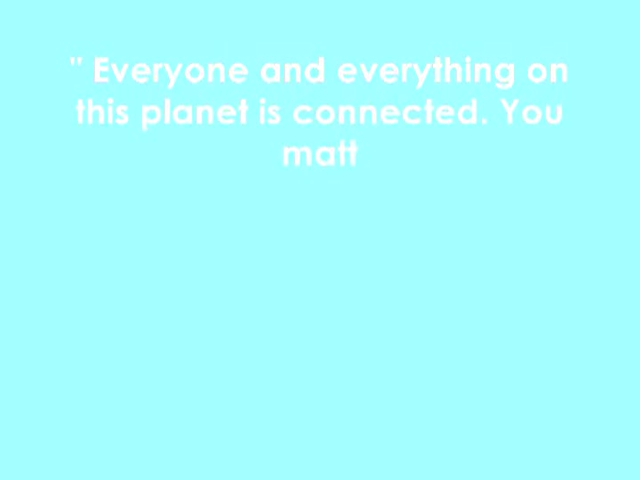 " Everyone and everything on
this planet is connected. You
matt